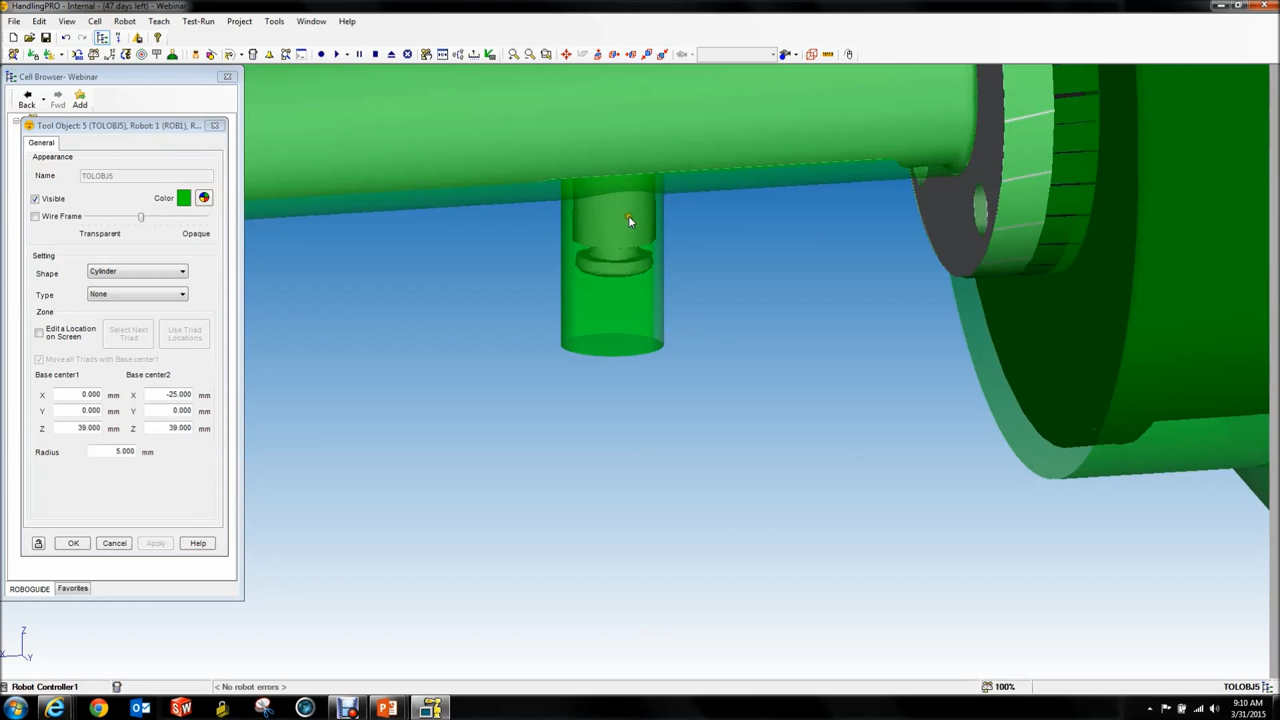 HandlingPRO - Internal - (47 days left) - Webinar
File Edit View Cell Robot Teach Test-Run Project Tools Window Help
Cell Browser- Webinar
Back Fwd Add
Tool Object: 5 (TOLOBJ5), Robot: 1 (ROB1), R...
General
Appearance
Name TOLOBJ5
Visible Color
Wire Frame
Transparent Opaque
Setting
Shape Cylinder
Type None
Zone
Edit a Location on Screen
Select Next Triad
Use Triad Locations
Move all Triads with Base center1
Base center1 Base center2
X 0.000 mm X -25.000 mm
Y 0.000 mm Y 0.000 mm
Z 39.000 mm Z 39.000 mm
Radius 5.000 mm
OK Cancel Apply Help
ROBOGUIDE Favorites
Z
X Y
Robot Controller1 < No robot errors > 100% TOLOBJ5
9:10 AM
3/31/2015